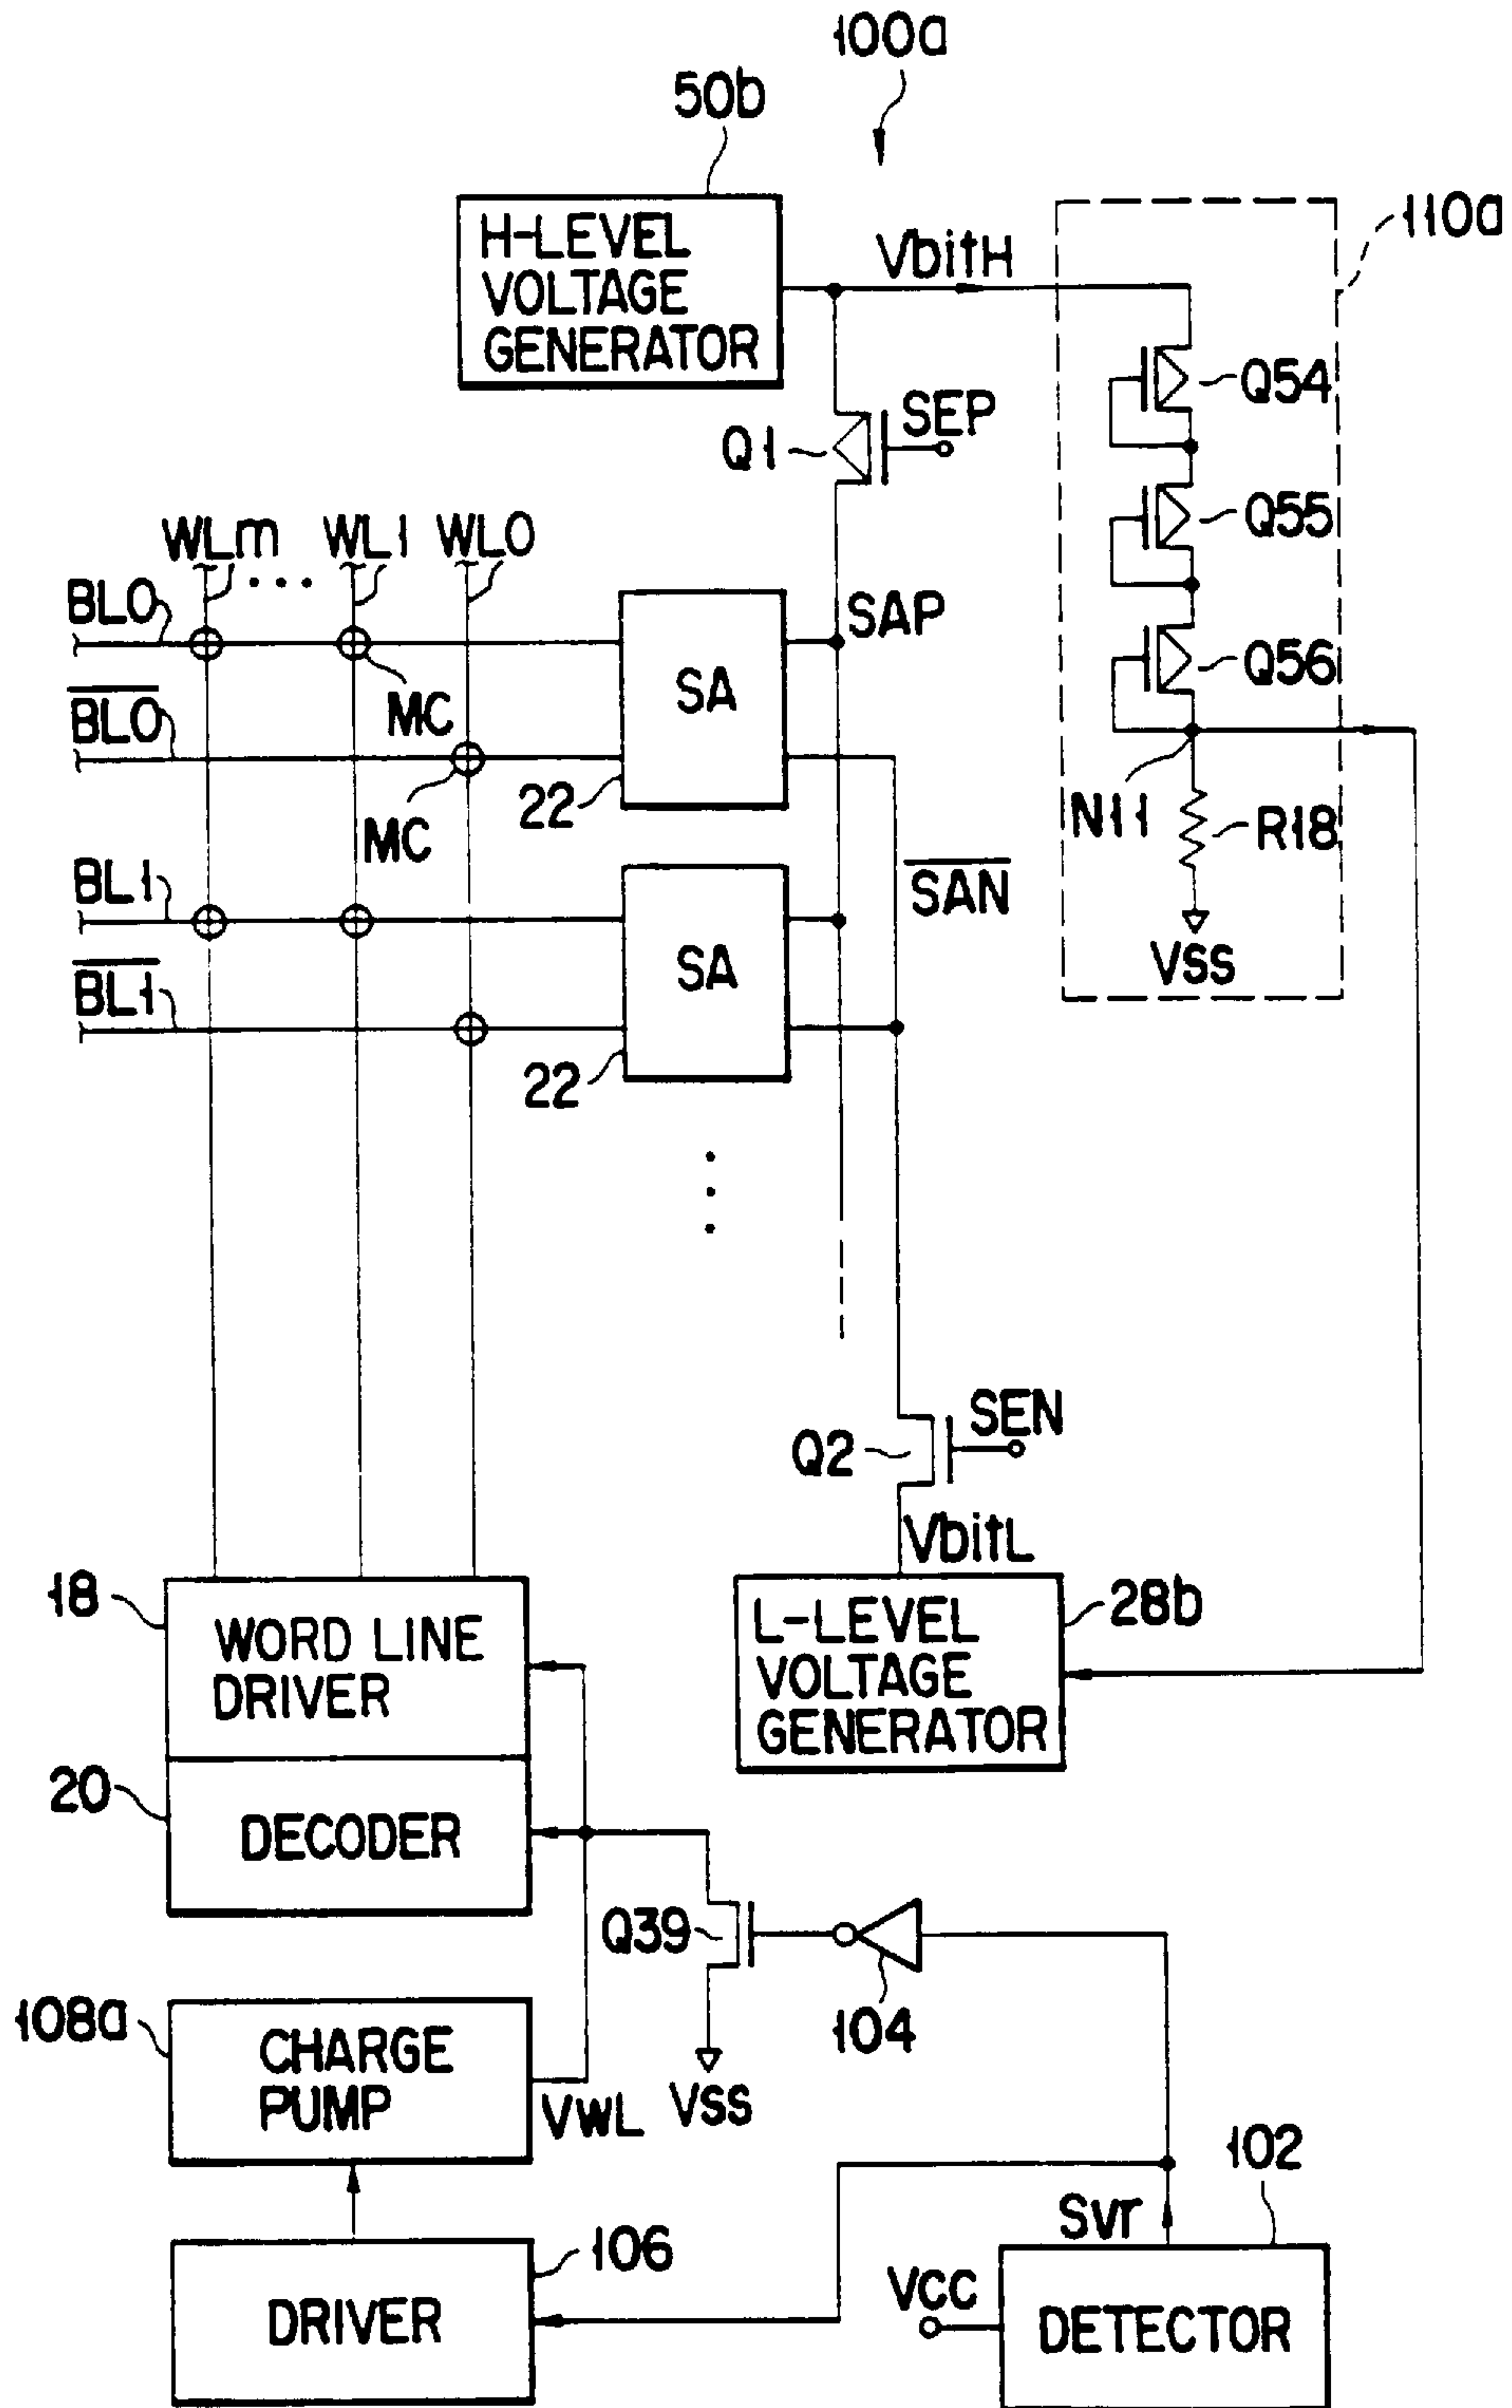 100a
50b
H-LEVEL
VOLTAGE
GENERATOR
VbitH
110a
Q54
SEP
Q1
Q55
WLm ... WL1 WL0
BL0
SAP
SA
Q56
MC
BL0
22
N11
R18
MC
BL1
SAN
SA
VSS
BL1
22
SEN
Q2
VbitL
18
WORD LINE
DRIVER
28b
L-LEVEL
VOLTAGE
GENERATOR
20
DECODER
Q39
104
108a
CHARGE
PUMP
VWL
VSS
102
Svr
106
VCC
DRIVER
DETECTOR